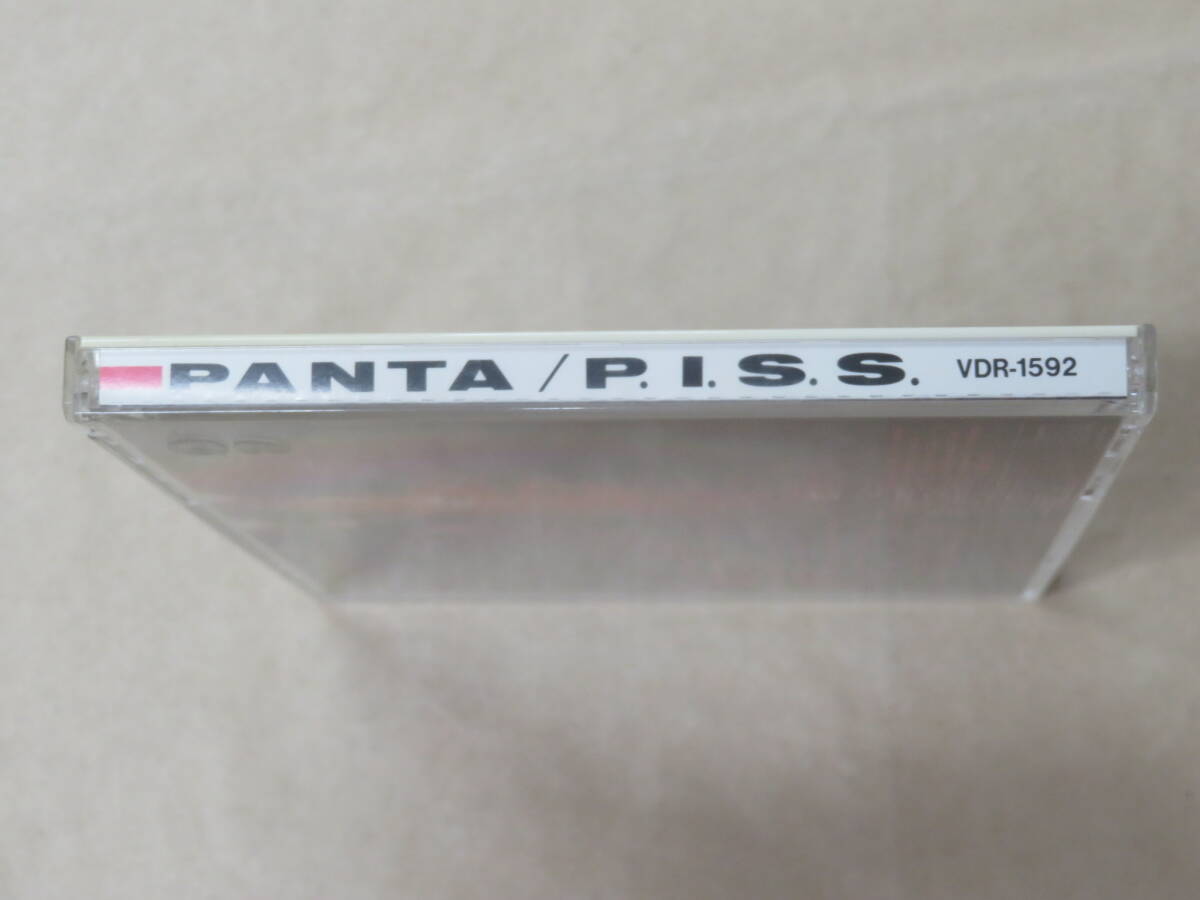 PANTA / P. I. S. S. VDR-1592